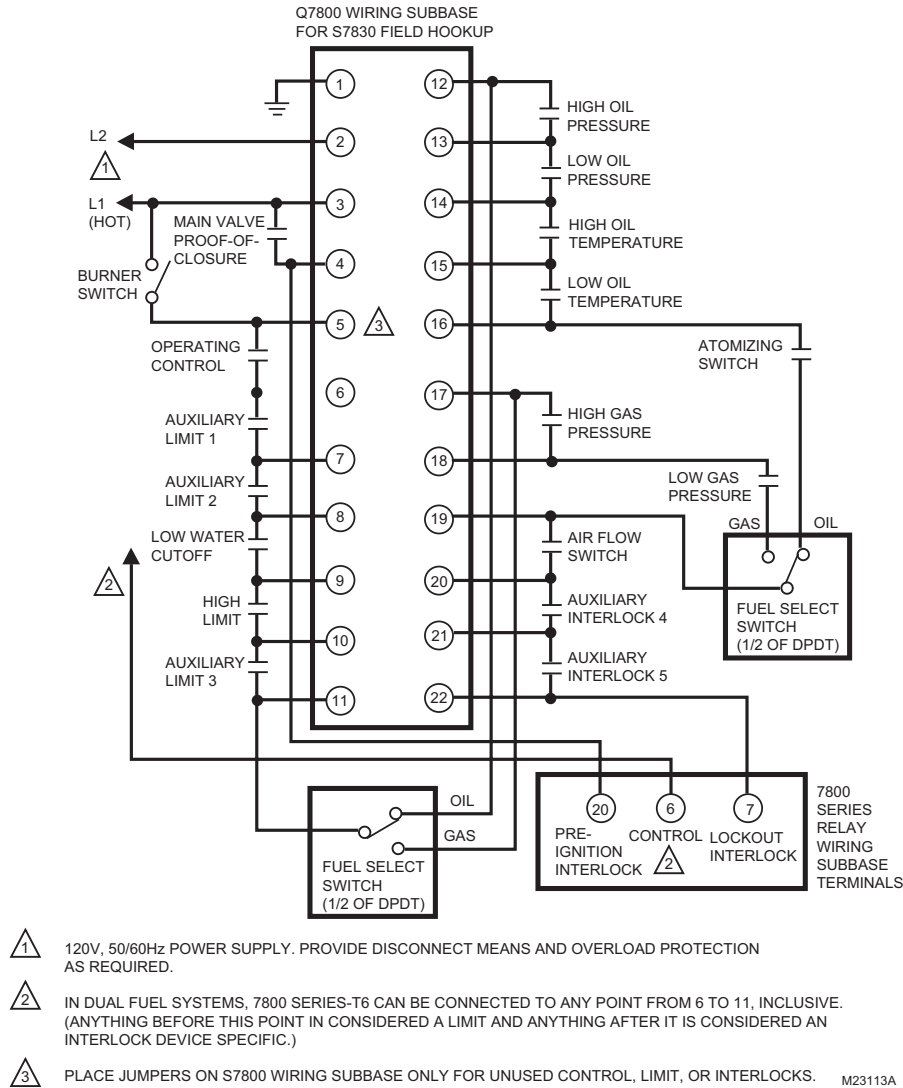 Q7800 WIRING SUBBASE
FOR S7830 FIELD HOOKUP
1
12
HIGH OIL
PRESSURE
L2
1
2
13
LOW OIL
PRESSURE
L1
(HOT)
MAIN VALVE
PROOF-OF-
CLOSURE
3
14
HIGH OIL
TEMPERATURE
4
15
BURNER
SWITCH
LOW OIL
TEMPERATURE
5
3
16
OPERATING
CONTROL
ATOMIZING
SWITCH
6
17
AUXILIARY
LIMIT 1
HIGH GAS
PRESSURE
7
18
AUXILIARY
LIMIT 2
LOW GAS
PRESSURE
8
19
GAS
OIL
LOW WATER
CUTOFF
AIR FLOW
SWITCH
2
9
20
HIGH
LIMIT
AUXILIARY
INTERLOCK 4
FUEL SELECT
SWITCH
(1/2 OF DPDT)
10
21
AUXILIARY
LIMIT 3
AUXILIARY
INTERLOCK 5
11
22
OIL
GAS
FUEL SELECT
SWITCH
(1/2 OF DPDT)
20
6
7
PRE-
IGNITION
INTERLOCK
CONTROL
2
LOCKOUT
INTERLOCK
7800
SERIES
RELAY
WIRING
SUBBASE
TERMINALS
1
120V, 50/60Hz POWER SUPPLY. PROVIDE DISCONNECT MEANS AND OVERLOAD PROTECTION
AS REQUIRED.
2
IN DUAL FUEL SYSTEMS, 7800 SERIES-T6 CAN BE CONNECTED TO ANY POINT FROM 6 TO 11, INCLUSIVE.
(ANYTHING BEFORE THIS POINT IN CONSIDERED A LIMIT AND ANYTHING AFTER IT IS CONSIDERED AN
INTERLOCK DEVICE SPECIFIC.)
3
PLACE JUMPERS ON S7800 WIRING SUBBASE ONLY FOR UNUSED CONTROL, LIMIT, OR INTERLOCKS.
M23113A